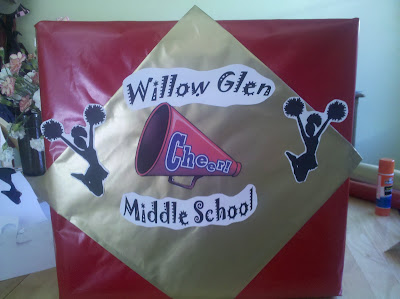 Willow Glen
Cheer!
Middle School